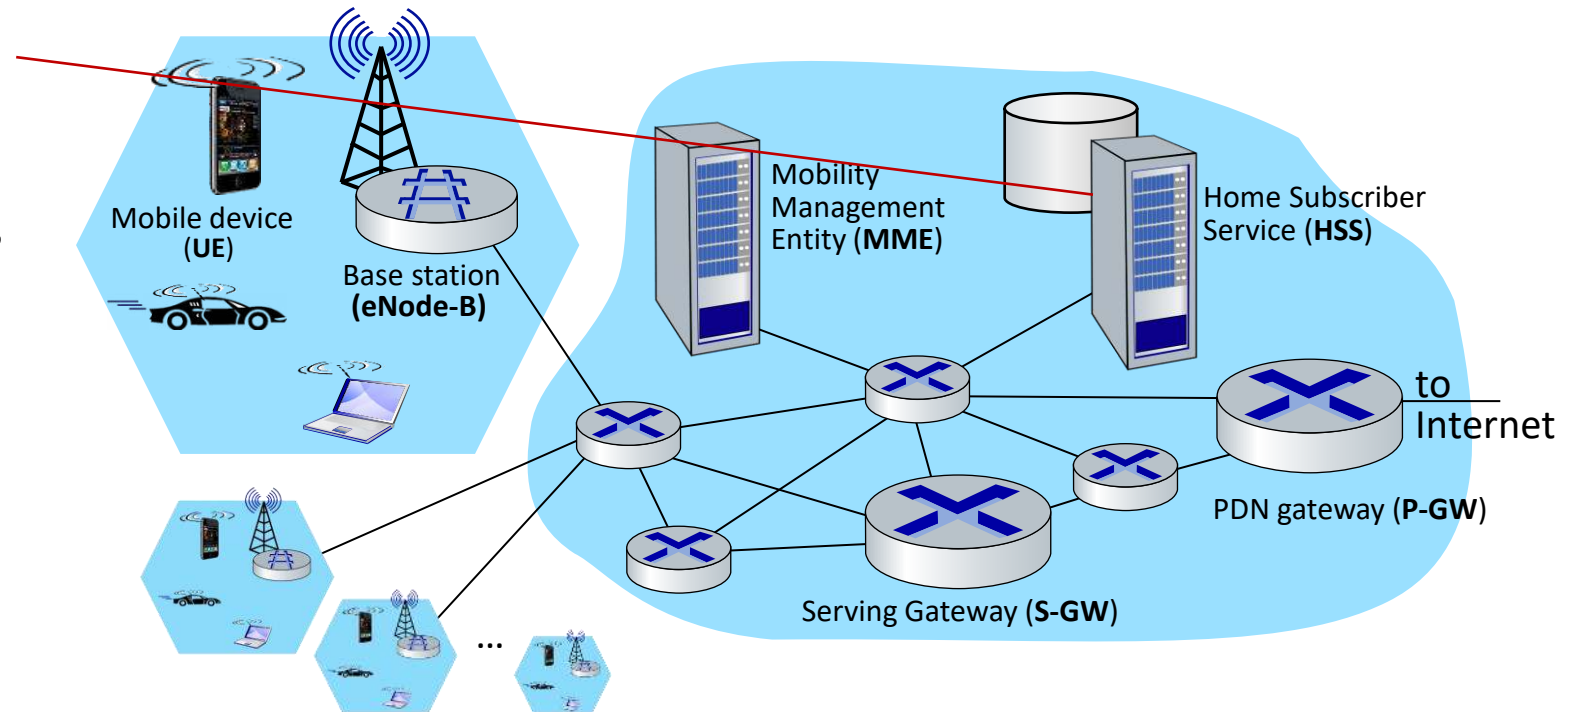 Mobile device
(UE)
Base station
(eNode-B)
Mobility
Management
Entity (MME)
Home Subscriber
Service (HSS)
to
Internet
PDN gateway (P-GW)
Serving Gateway (S-GW)
...